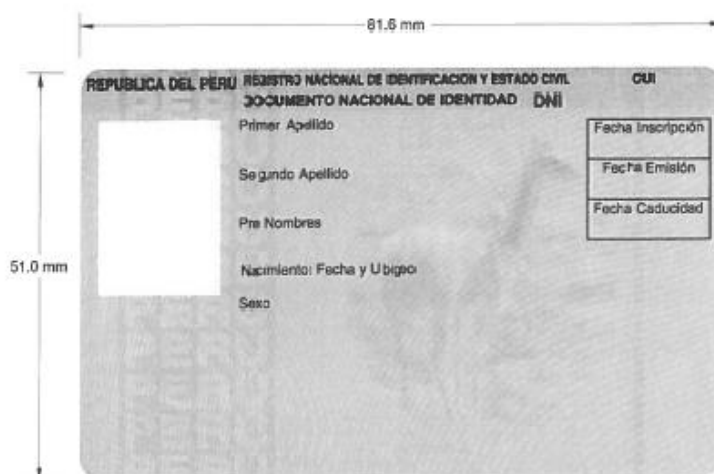 81.6 mm
REPUBLICA DEL PERU REGISTRO NACIONAL DE IDENTIFICACION Y ESTADO CIVIL CUI
DOCUMENTO NACIONAL DE IDENTIDAD DNI
Primer Apellido
Fecha Inscripción
Segundo Apellido
Fecha Emisión
Pre Nombres
Fecha Caducidad
51.0 mm
Nacimiento: Fecha y Ubigeo
Sexo